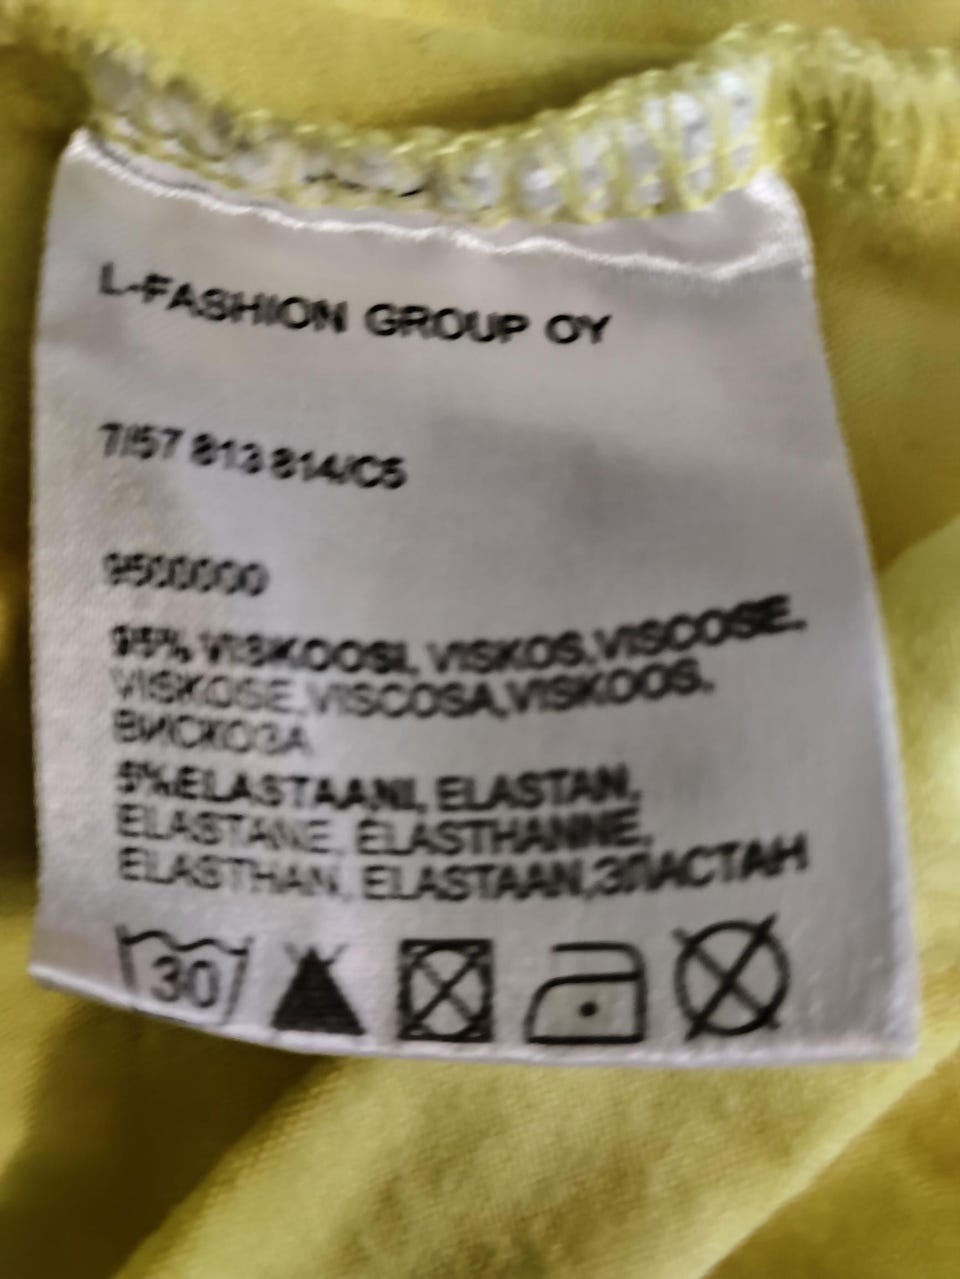 L-FASHION GROUP OY
7/57 813 814/C5
9500000
95% VISKOOSI, VISKOS, VISCOSE,
VISKOSE, VISCOSA, VISKOOS,
ВИСКОЗА
5% ELASTAANI, ELASTAN,
ELASTANE, ELASTHANNE,
ELASTHAN, ELASTAAN, ЭЛАСТАН
30